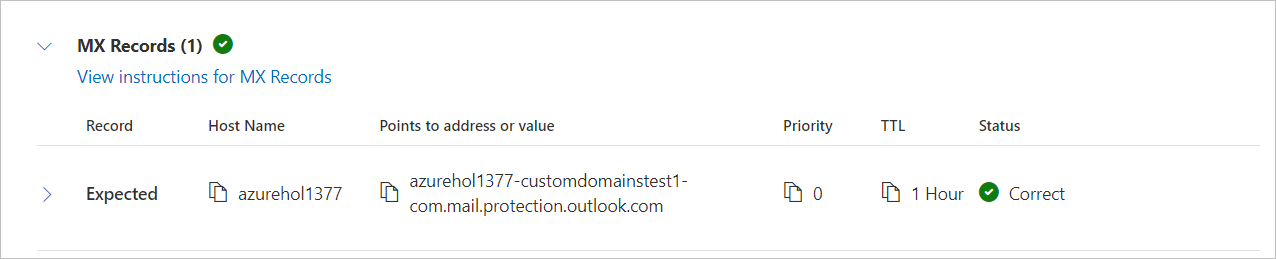 MX Records (1)
View instructions for MX Records
Record Host Name Points to address or value Priority TTL Status
Expected azurehol1377 azurehol1377-customdomainstest1- 0 1 Hour Correct
com.mail.protection.outlook.com